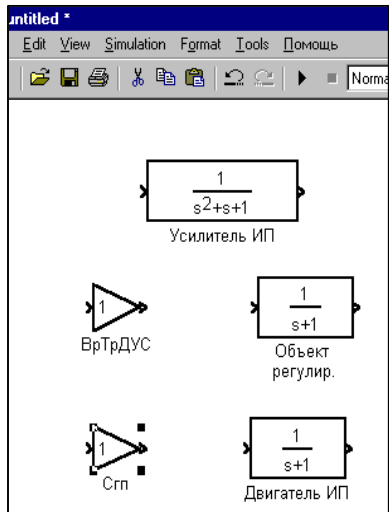 untitled *
Edit View Simulation Format Tools Помощь
Norma
1
s2+s+1
Усилитель ИП
1
ВрТрДУС
1
s+1
Объект
регулир.
1
Сгп
1
s+1
Двигатель ИП